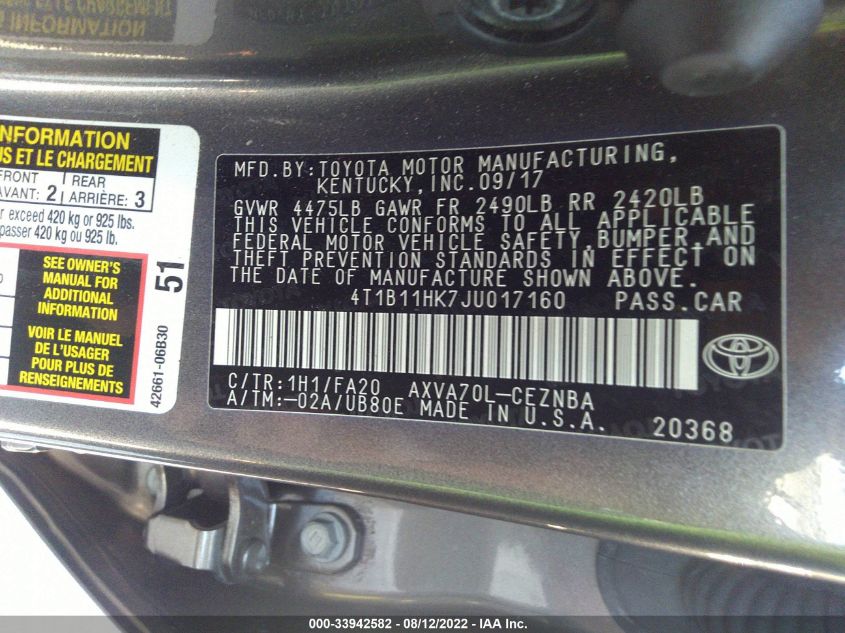 INFORMATION
US ET LE CHARGEMENT
FRONT
AVANT: 2
REAR
ARRIÈRE: 3
exceed 420 kg or 925 lbs.
passer 420 kg ou 925 lb.
SEE OWNER'S
MANUAL FOR
ADDITIONAL
INFORMATION
VOIR LE MANUEL
DE L'USAGER
POUR PLUS DE
RENSEIGNEMENTS
51
42661-06B30
MFD.BY:TOYOTA MOTOR MANUFACTURING,
KENTUCKY,INC.09/17
GVWR 4475LB GAWR FR 2490LB RR 2420LB
THIS VEHICLE CONFORMS TO ALL APPLICABLE
FEDERAL MOTOR VEHICLE SAFETY,BUMPER,AND
THEFT PREVENTION STANDARDS IN EFFECT ON
THE DATE OF MANUFACTURE SHOWN ABOVE.
4T1B11HK7JU017160 PASS.CAR
C/TR:1H1/FA20 AXVA70L-CEZNBA
A/TM:-02A/UB80E MADE IN U.S.A. 20368
000-33942582 - 08/12/2022 - IAA Inc.